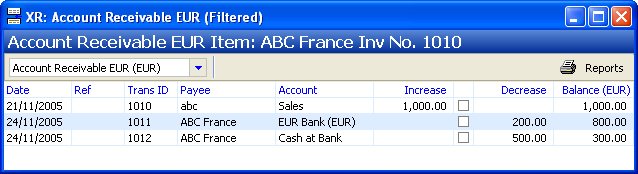 XR: Account Receivable EUR (Filtered)
Account Receivable EUR Item: ABC France Inv No. 1010
Account Receivable EUR (EUR) Reports
Date Ref Trans ID Payee Account Increase Decrease Balance (EUR)
21/11/2005 1010 abc Sales 1,000.00 1,000.00
24/11/2005 1011 ABC France EUR Bank (EUR) 200.00 800.00
24/11/2005 1012 ABC France Cash at Bank 500.00 300.00